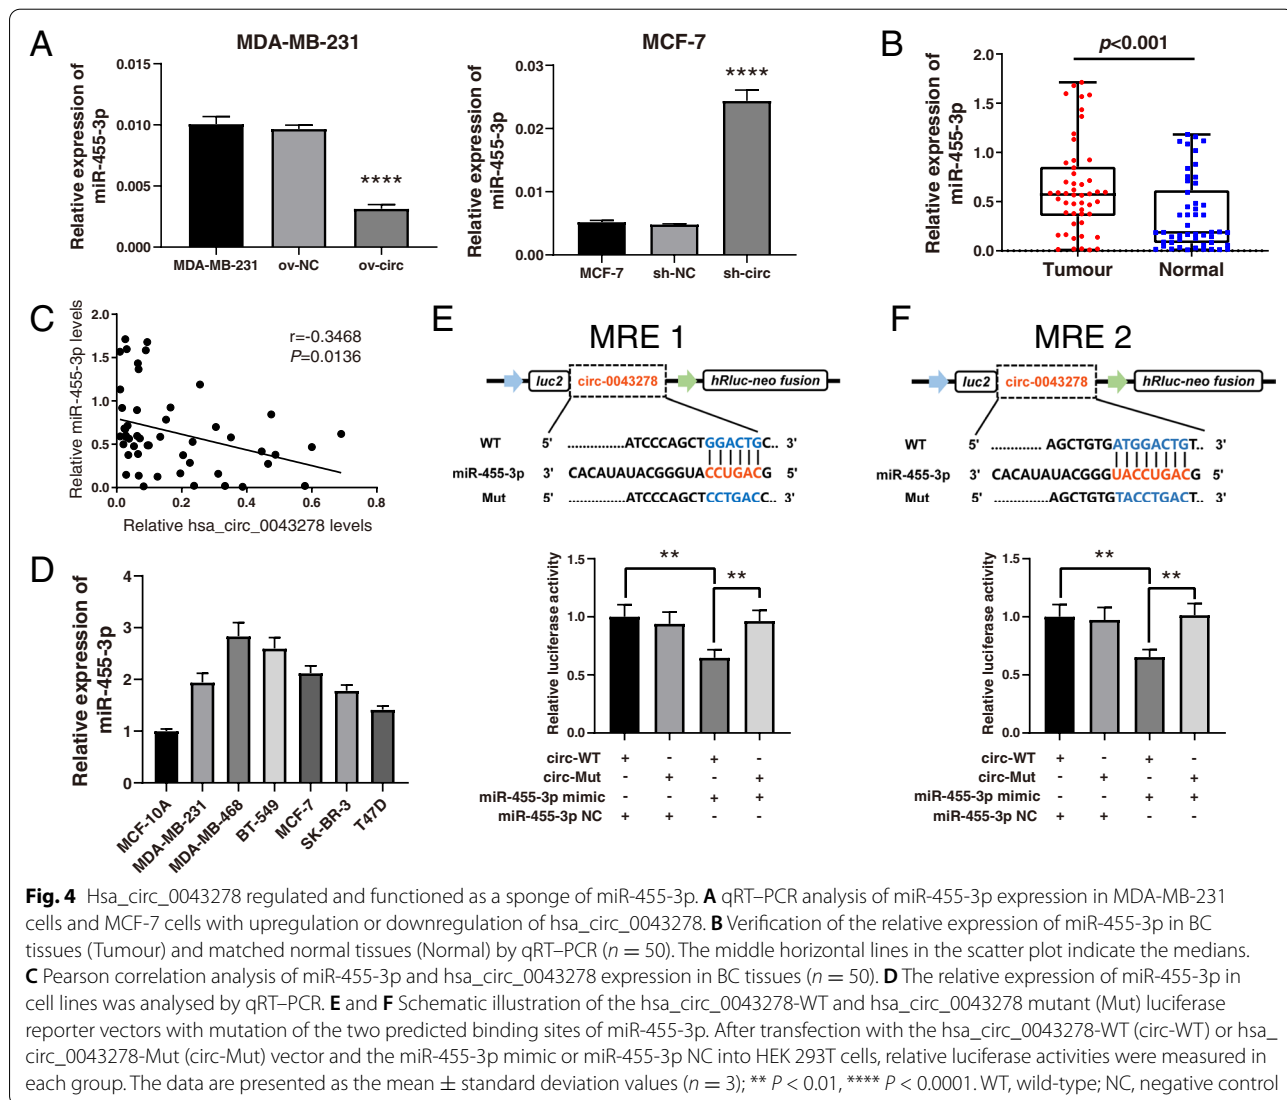 A
MDA-MB-231
Relative expression of
miR-455-3p
0.015
0.010
0.005
0.000
****
MDA-MB-231 ov-NC ov-circ
MCF-7
Relative expression of
miR-455-3p
0.03
0.02
0.01
0.00
****
MCF-7 sh-NC sh-circ
B
p<0.001
Relative expression of
miR-455-3p
2.0
1.5
1.0
0.5
0.0
Tumour Normal
C
Relative miR-455-3p levels
2.0
1.5
1.0
0.5
0.0
r=-0.3468
P=0.0136
0.0 0.2 0.4 0.6 0.8
Relative hsa_circ_0043278 levels
D
Relative expression of
miR-455-3p
4
3
2
1
0
MCF-10A MDA-MB-231 MDA-MB-468 BT-549 MCF-7 SK-BR-3 T47D
E
MRE 1
luc2 circ-0043278 hRluc-neo fusion
WT 5' ...............ATCCCAGCTGGACTGC.. 3'
miR-455-3p 3' CACAUAUACGGGUACCUGACG 5'
Mut 5' ...............ATCCCAGCTCCTGACC.. 3'
Relative luciferase activity
1.5
1.0
0.5
0.0
** **
circ-WT + - + -
circ-Mut - + - +
miR-455-3p mimic - - + +
miR-455-3p NC + + - -
F
MRE 2
luc2 circ-0043278 hRluc-neo fusion
WT 5' ...............AGCTGTGATGGACTGT.. 3'
miR-455-3p 3' CACAUAUACGGGUACCUGACG 5'
Mut 5' ...............AGCTGTGTACCTGACT.. 3'
Relative luciferase activity
1.5
1.0
0.5
0.0
** **
circ-WT + - + -
circ-Mut - + - +
miR-455-3p mimic - - + +
miR-455-3p NC + + - -
Fig. 4 Hsa_circ_0043278 regulated and functioned as a sponge of miR-455-3p. A qRT–PCR analysis of miR-455-3p expression in MDA-MB-231
cells and MCF-7 cells with upregulation or downregulation of hsa_circ_0043278. B Verification of the relative expression of miR-455-3p in BC
tissues (Tumour) and matched normal tissues (Normal) by qRT–PCR (n = 50). The middle horizontal lines in the scatter plot indicate the medians.
C Pearson correlation analysis of miR-455-3p and hsa_circ_0043278 expression in BC tissues (n = 50). D The relative expression of miR-455-3p in
cell lines was analysed by qRT–PCR. E and F Schematic illustration of the hsa_circ_0043278-WT and hsa_circ_0043278 mutant (Mut) luciferase
reporter vectors with mutation of the two predicted binding sites of miR-455-3p. After transfection with the hsa_circ_0043278-WT (circ-WT) or hsa_
circ_0043278-Mut (circ-Mut) vector and the miR-455-3p mimic or miR-455-3p NC into HEK 293T cells, relative luciferase activities were measured in
each group. The data are presented as the mean ± standard deviation values (n = 3); ** P < 0.01, **** P < 0.0001. WT, wild-type; NC, negative control